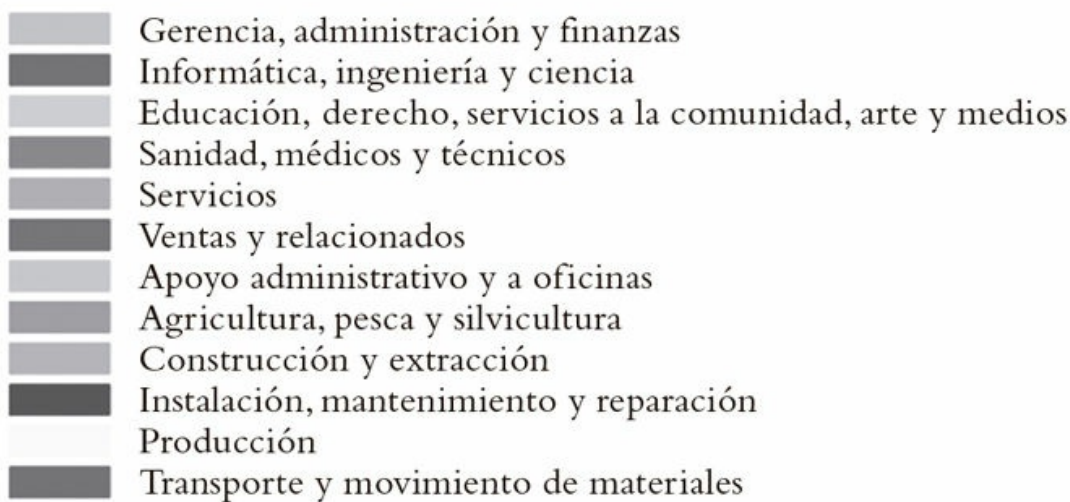 Gerencia, administración y finanzas
Informática, ingeniería y ciencia
Educación, derecho, servicios a la comunidad, arte y medios
Sanidad, médicos y técnicos
Servicios
Ventas y relacionados
Apoyo administrativo y a oficinas
Agricultura, pesca y silvicultura
Construcción y extracción
Instalación, mantenimiento y reparación
Producción
Transporte y movimiento de materiales